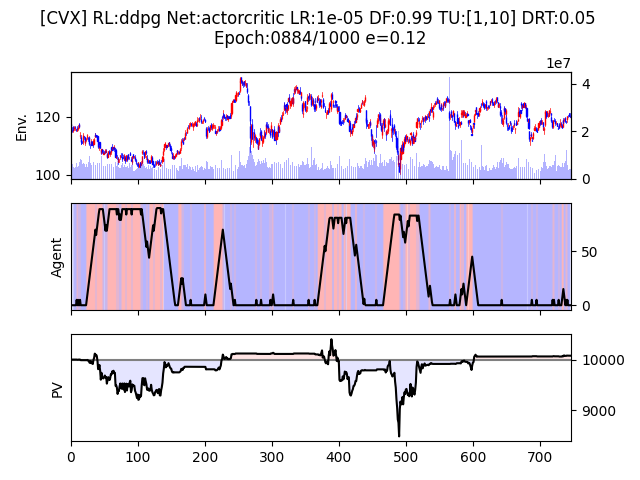 [CVX] RL:ddpg Net:actorcritic LR:1e-05 DF:0.99 TU:[1,10] DRT:0.05
Epoch:0884/1000 e=0.12
1e7
Env.
120
100
4
2
0
Agent
50
0
PV
10000
9000
0 100 200 300 400 500 600 700